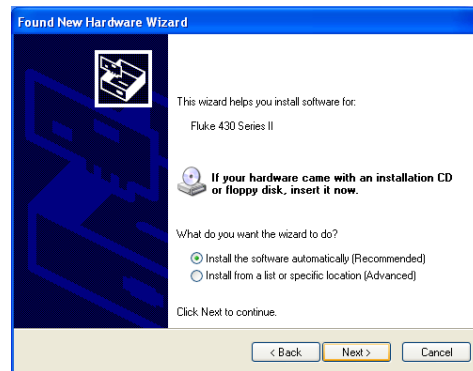 Found New Hardware Wizard
This wizard helps you install software for:
Fluke 430 Series II
If your hardware came with an installation CD
or floppy disk, insert it now.
What do you want the wizard to do?
Install the software automatically (Recommended)
Install from a list or specific location (Advanced)
Click Next to continue.
< Back Next > Cancel